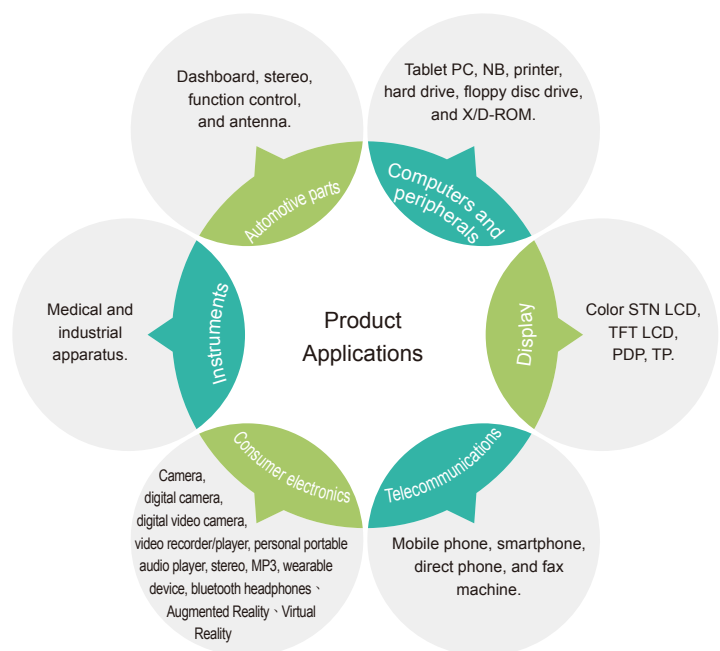 Dashboard, stereo,
function control,
and antenna.
Automotive parts
Tablet PC, NB, printer,
hard drive, floppy disc drive,
and X/D-ROM.
Computers and
peripherals
Medical and
industrial
apparatus.
Instruments
Product
Applications
Display
Color STN LCD,
TFT LCD,
PDP, TP.
Consumer electronics
Camera,
digital camera,
digital video camera,
video recorder/player, personal portable
audio player, stereo, MP3, wearable
device, bluetooth headphones、
Augmented Reality、Virtual
Reality
Telecommunications
Mobile phone, smartphone,
direct phone, and fax
machine.